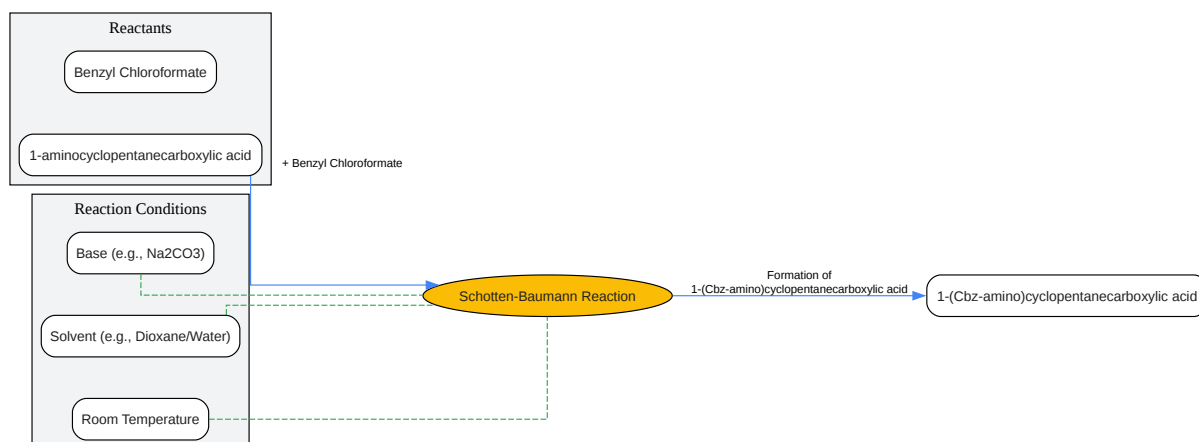 Reactants
Benzyl Chloroformate
1-aminocyclopentanecarboxylic acid
+ Benzyl Chloroformate
Reaction Conditions
Base (e.g., Na2CO3)
Solvent (e.g., Dioxane/Water)
Room Temperature
Schotten-Baumann Reaction
Formation of
1-(Cbz-amino)cyclopentanecarboxylic acid
1-(Cbz-amino)cyclopentanecarboxylic acid